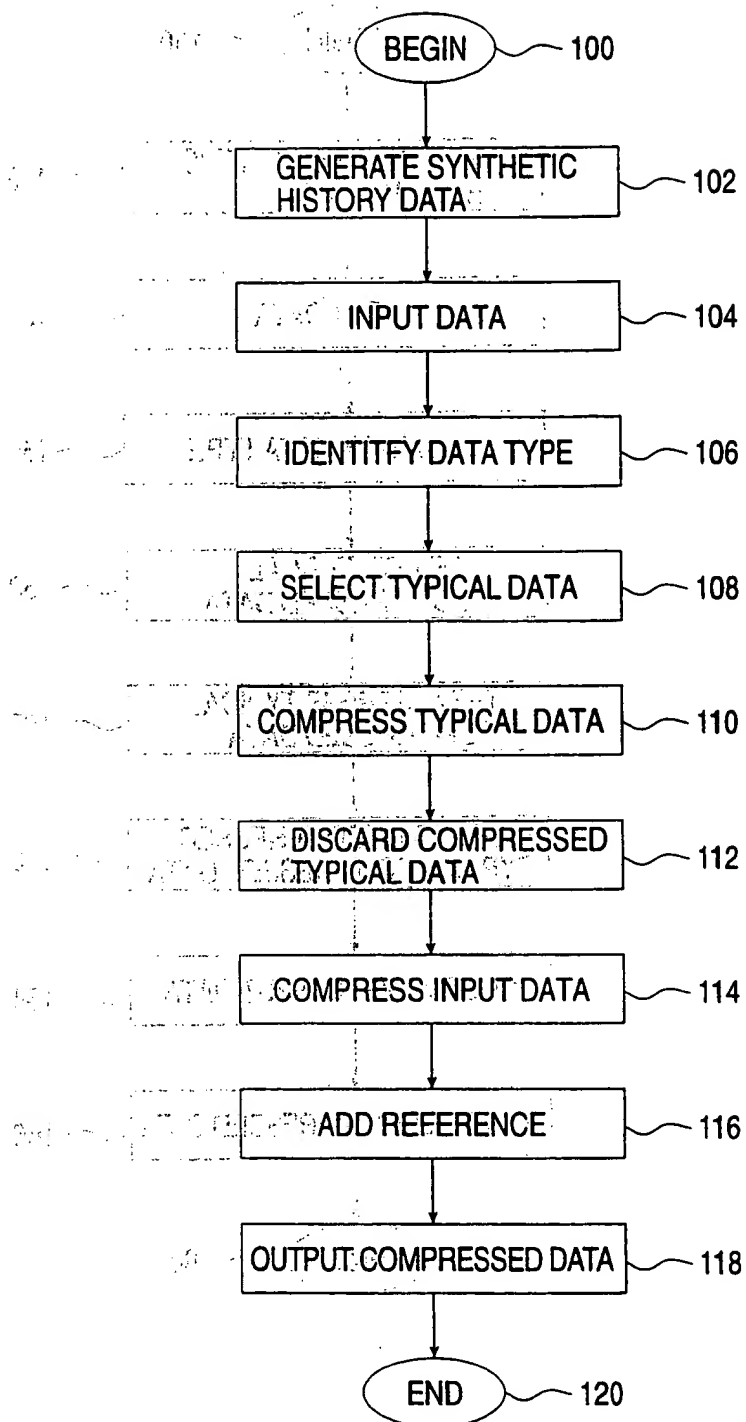 BEGIN 100
GENERATE SYNTHETIC
HISTORY DATA 102
INPUT DATA 104
IDENTITFY DATA TYPE 106
SELECT TYPICAL DATA 108
COMPRESS TYPICAL DATA 110
DISCARD COMPRESSED
TYPICAL DATA 112
COMPRESS INPUT DATA 114
ADD REFERENCE 116
OUTPUT COMPRESSED DATA 118
END 120